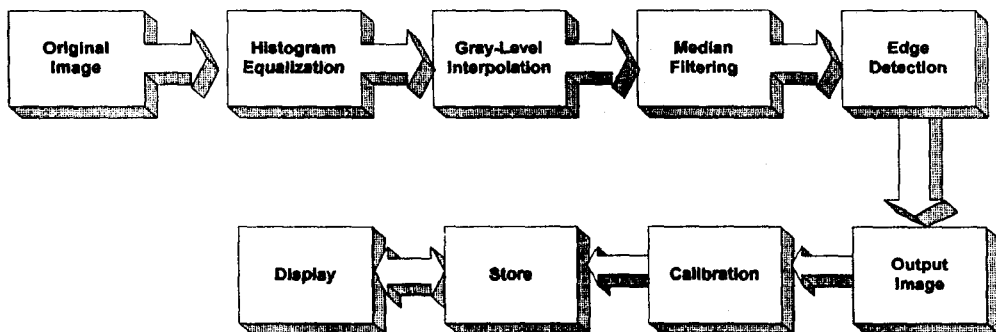 Original
Image
Histogram
Equalization
Gray-Level
Interpolation
Median
Filtering
Edge
Detection
Display
Store
Calibration
Output
Image